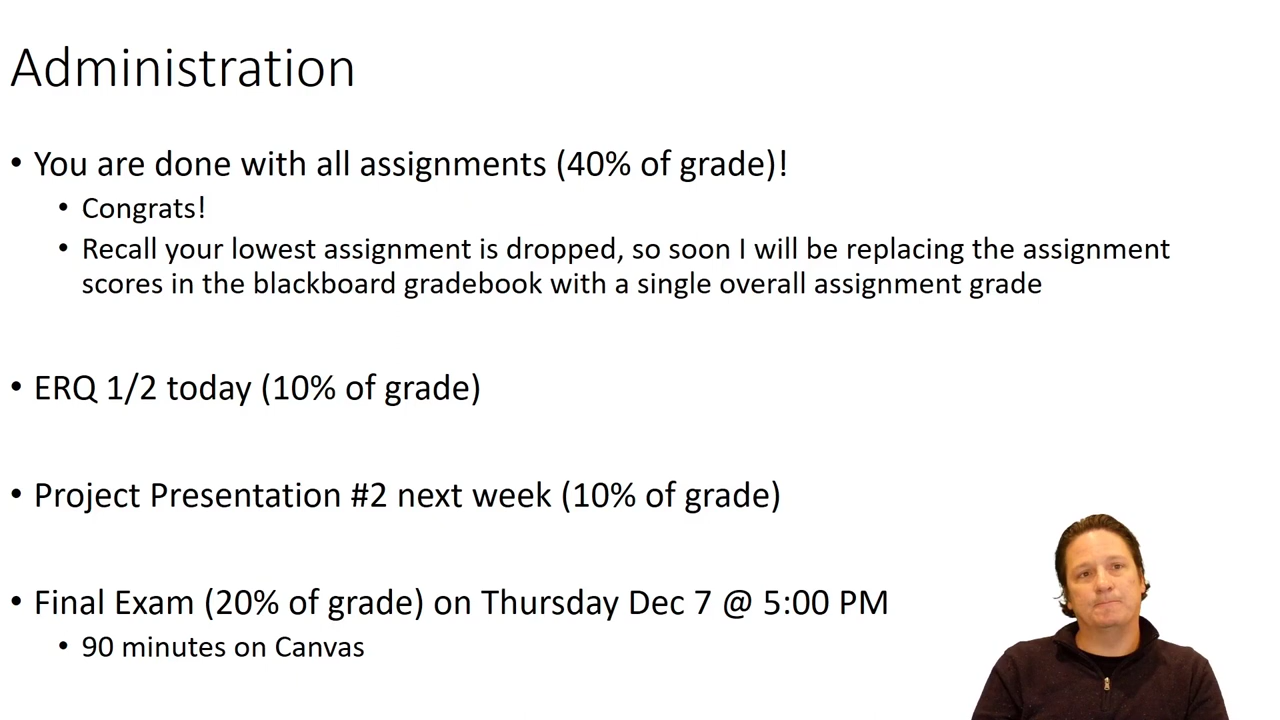 Administration
• You are done with all assignments (40% of grade)!
• Congrats!
• Recall your lowest assignment is dropped, so soon I will be replacing the assignment
scores in the blackboard gradebook with a single overall assignment grade
• ERQ 1/2 today (10% of grade)
• Project Presentation #2 next week (10% of grade)
• Final Exam (20% of grade) on Thursday Dec 7 @ 5:00 PM
• 90 minutes on Canvas